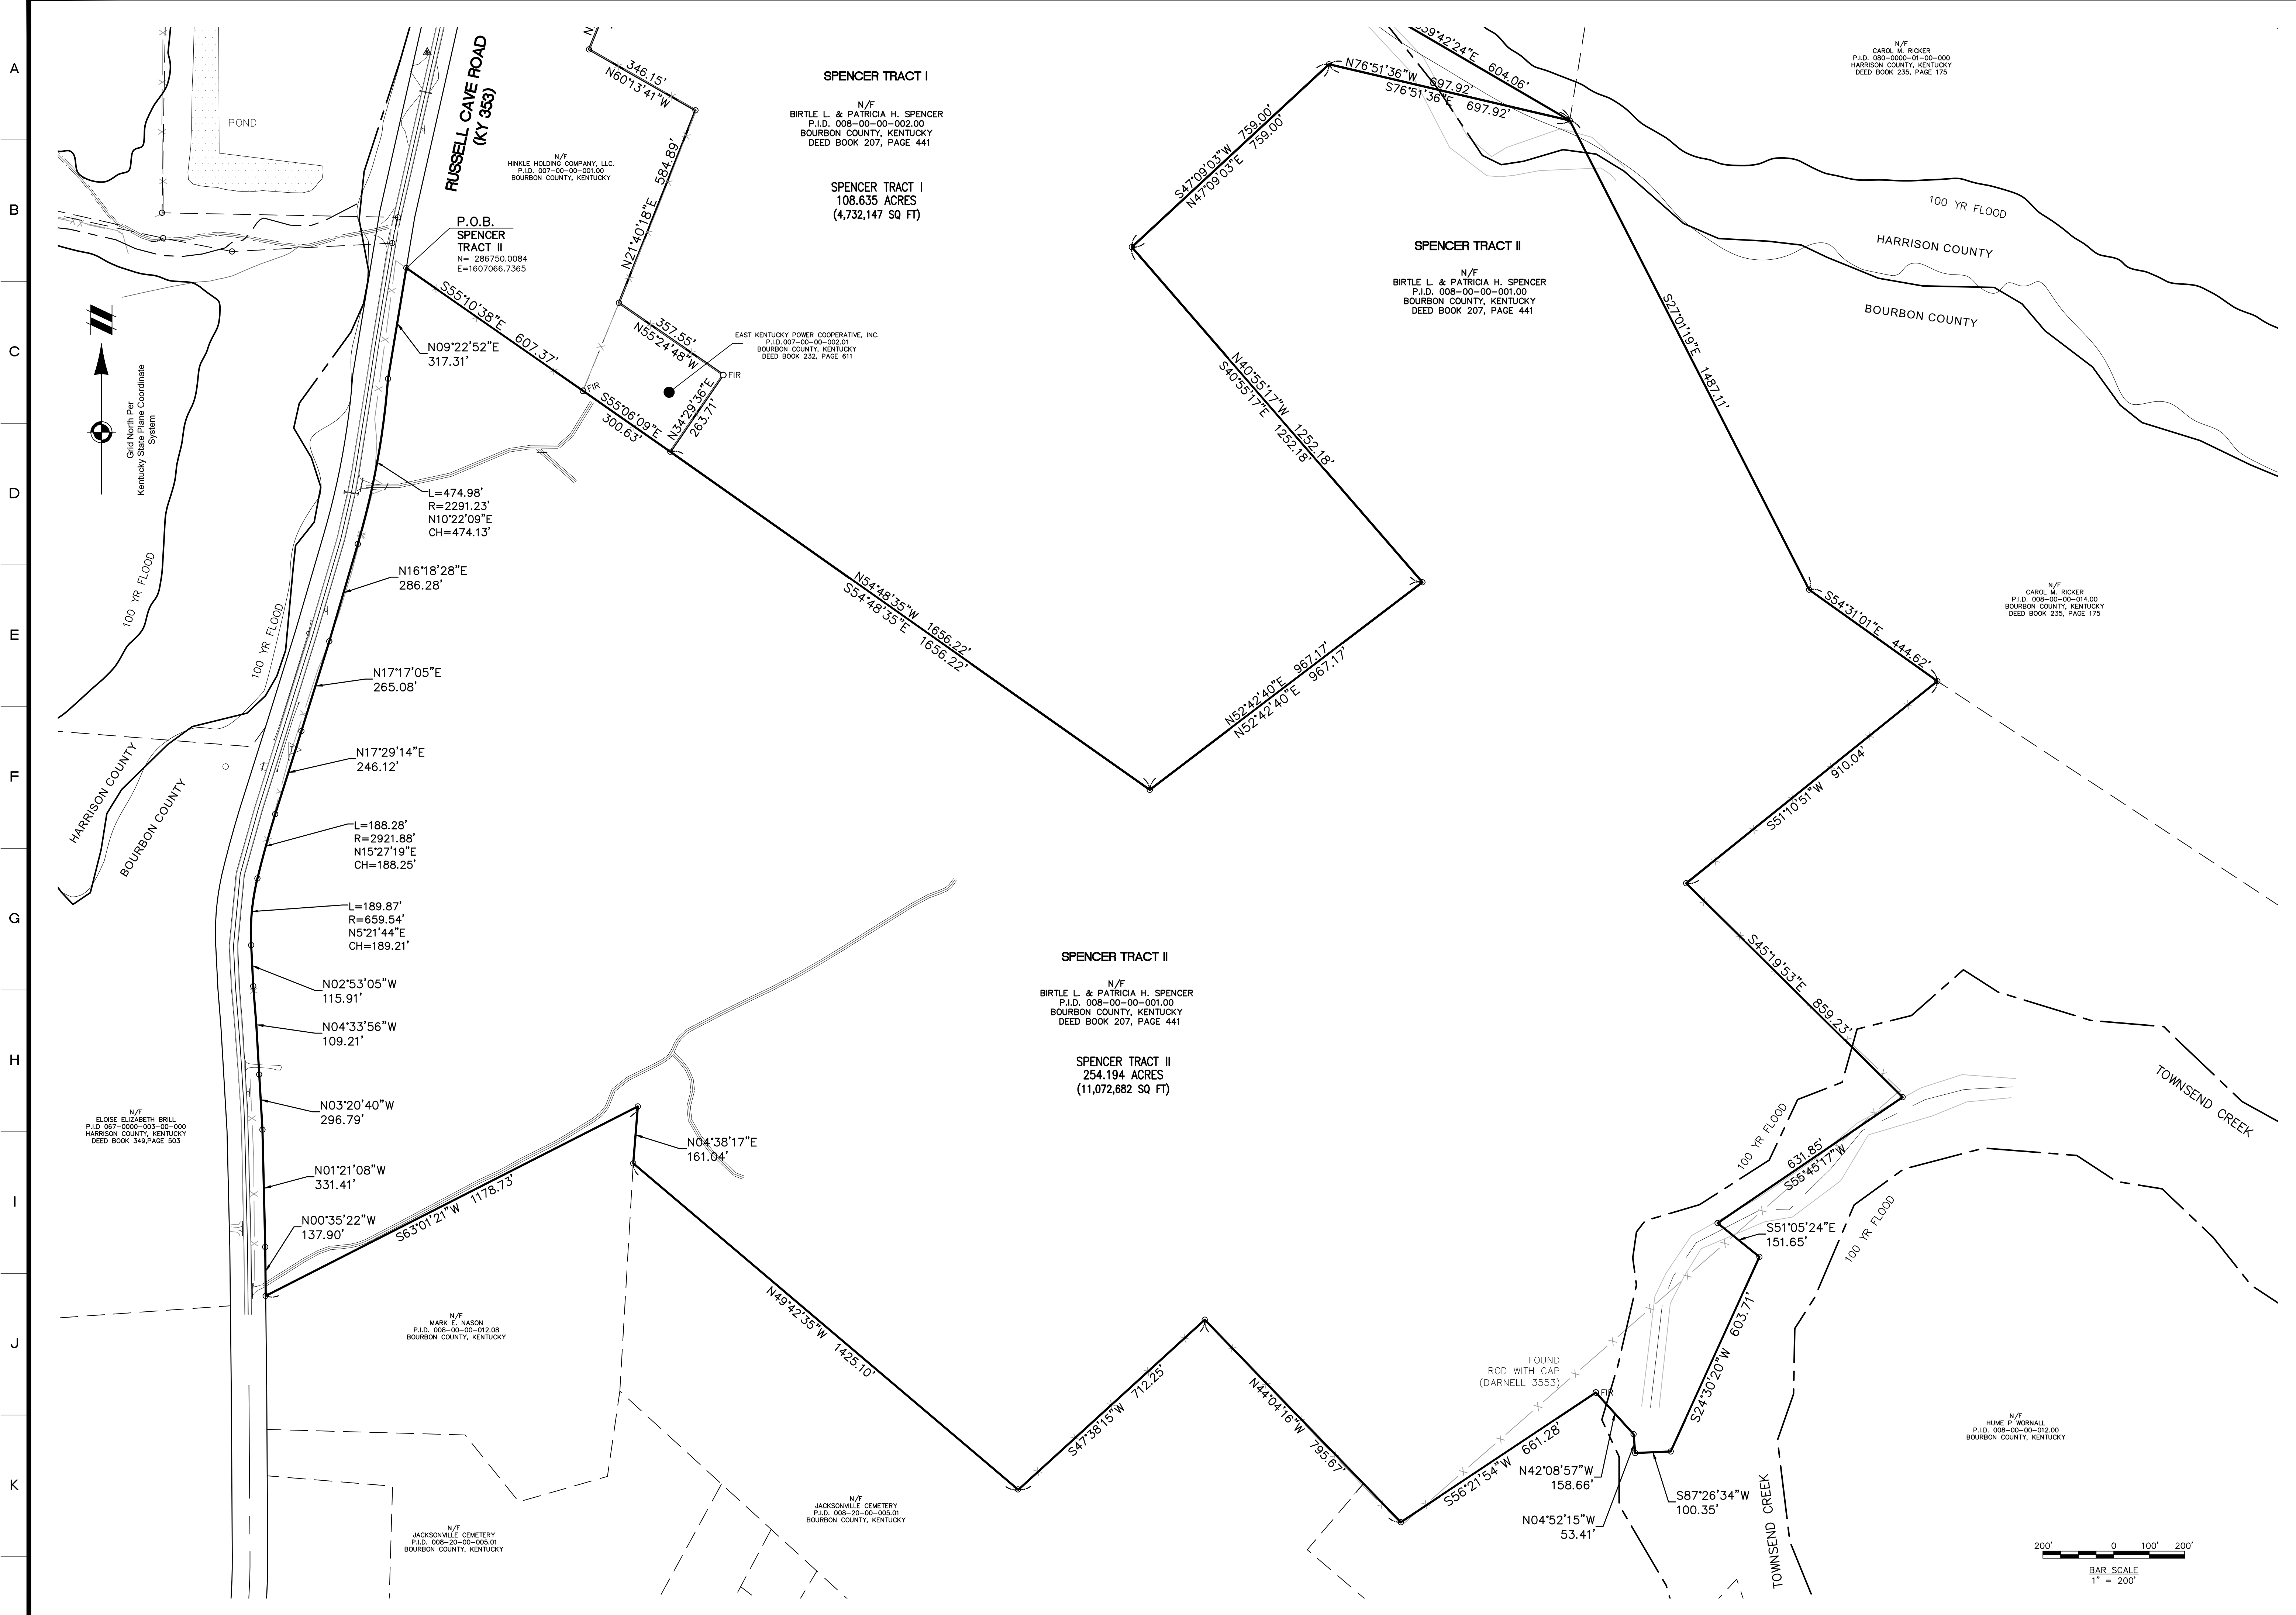 A
B
C
D
E
F
G
H
I
J
K
POND
RUSSELL CAVE ROAD
(KY 353)
N
346.15'
N60°13'41"W
SPENCER TRACT I
N/F
BIRTLE L. & PATRICIA H. SPENCER
P.I.D. 008-00-00-002.00
BOURBON COUNTY, KENTUCKY
DEED BOOK 207, PAGE 441
SPENCER TRACT I
108.635 ACRES
(4,732,147 SQ FT)
N/F
HINKLE HOLDING COMPANY, LLC.
P.I.D. 007-00-00-001.00
BOURBON COUNTY, KENTUCKY
N21°40'18"E 584.89'
P.O.B.
SPENCER
TRACT II
N= 286750.0084
E=1607066.7365
S59°42'24"E 604.06'
N76°51'36"W 697.92'
S76°51'36"E 697.92'
S47°09'03"W 759.00'
N47°09'03"E 759.00'
N/F
CAROL M. RICKER
P.I.D. 080-0000-01-00-000
HARRISON COUNTY, KENTUCKY
DEED BOOK 235, PAGE 175
100 YR FLOOD
HARRISON COUNTY
BOURBON COUNTY
SPENCER TRACT II
N/F
BIRTLE L. & PATRICIA H. SPENCER
P.I.D. 008-00-00-001.00
BOURBON COUNTY, KENTUCKY
DEED BOOK 207, PAGE 441
S27°01'19"E 1487.11'
Grid North Per
Kentucky State Plane Coordinate
System
S55°10'38"E 607.37'
357.55'
N55°24'48"W
FIR
FIR
EAST KENTUCKY POWER COOPERATIVE, INC.
P.I.D.007-00-00-002.01
BOURBON COUNTY, KENTUCKY
DEED BOOK 232, PAGE 611
S55°06'09"E
300.63'
N34°29'36"E
263.71'
N09°22'52"E
317.31'
N40°55'17"W 1252.18'
S40°55'17"E 1252.18'
L=474.98'
R=2291.23'
N10°22'09"E
CH=474.13'
N16°18'28"E
286.28'
N54°48'35"W 1656.22'
S54°48'35"E 1656.22'
N52°42'40"E 967.17'
N52°42'40"E 967.17'
S54°31'01"E 444.62'
N/F
CAROL M. RICKER
P.I.D. 008-00-00-014.00
BOURBON COUNTY, KENTUCKY
DEED BOOK 235, PAGE 175
100 YR FLOOD
100 YR FLOOD
N17°17'05"E
265.08'
N17°29'14"E
246.12'
HARRISON COUNTY
BOURBON COUNTY
S51°10'51"W 910.04'
L=188.28'
R=2921.88'
N15°27'19"E
CH=188.25'
L=189.87'
R=659.54'
N5°21'44"E
CH=189.21'
N02°53'05"W
115.91'
N04°33'56"W
109.21'
SPENCER TRACT II
N/F
BIRTLE L. & PATRICIA H. SPENCER
P.I.D. 008-00-00-001.00
BOURBON COUNTY, KENTUCKY
DEED BOOK 207, PAGE 441
SPENCER TRACT II
254.194 ACRES
(11,072,682 SQ FT)
S45°19'53"E 859.23'
TOWNSEND CREEK
N03°20'40"W
296.79'
N/F
ELOISE ELIZABETH BRILL
P.I.D 067-0000-003-00-000
HARRISON COUNTY, KENTUCKY
DEED BOOK 349,PAGE 503
N04°38'17"E
161.04'
N01°21'08"W
331.41'
N00°35'22"W
137.90'
S63°01'21"W 1178.73'
100 YR FLOOD
631.85'
S55°45'17"W
S51°05'24"E
151.65'
100 YR FLOOD
N/F
MARK E. NASON
P.I.D. 008-00-00-012.08
BOURBON COUNTY, KENTUCKY
N49°42'35"W 1425.10'
S47°38'15"W 712.25'
N44°04'16"W 795.67'
FOUND
ROD WITH CAP
(DARNELL 3553)
FIR
S56°21'54"W 661.28'
S24°30'20"W 603.71'
N42°08'57"W
158.66'
N04°52'15"W
53.41'
S87°26'34"W
100.35'
TOWNSEND CREEK
N/F
HUME P WORNALL
P.I.D. 008-00-00-012.00
BOURBON COUNTY, KENTUCKY
N/F
JACKSONVILLE CEMETERY
P.I.D. 008-20-00-005.01
BOURBON COUNTY, KENTUCKY
N/F
JACKSONVILLE CEMETERY
P.I.D. 008-20-00-005.01
BOURBON COUNTY, KENTUCKY
200' 0 100' 200'
BAR SCALE
1" = 200'